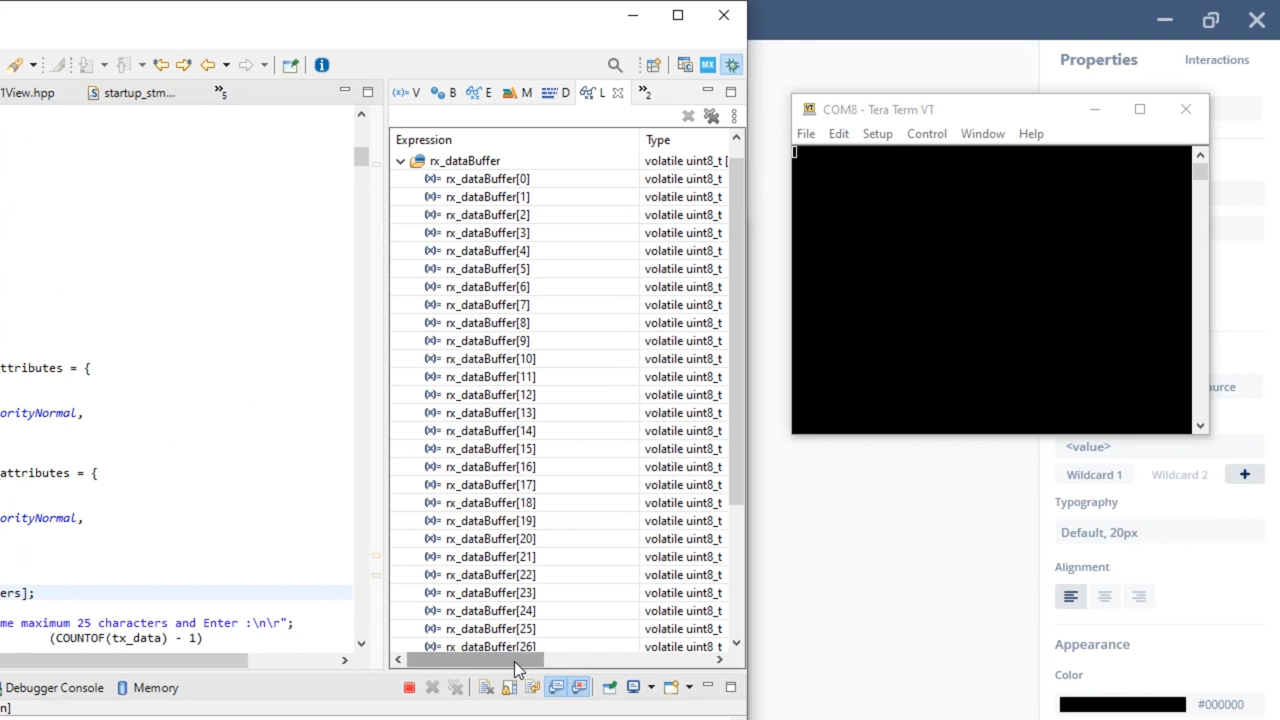 1View.hpp
startup_stm...
»5
(x)= V
B
E
M
D
L
»2
MX
Expression
Type
rx_dataBuffer
volatile uint8_t [
(x)= rx_dataBuffer[0]
volatile uint8_t
(x)= rx_dataBuffer[1]
volatile uint8_t
(x)= rx_dataBuffer[2]
volatile uint8_t
(x)= rx_dataBuffer[3]
volatile uint8_t
(x)= rx_dataBuffer[4]
volatile uint8_t
(x)= rx_dataBuffer[5]
volatile uint8_t
(x)= rx_dataBuffer[6]
volatile uint8_t
(x)= rx_dataBuffer[7]
volatile uint8_t
(x)= rx_dataBuffer[8]
volatile uint8_t
(x)= rx_dataBuffer[9]
volatile uint8_t
(x)= rx_dataBuffer[10]
volatile uint8_t
(x)= rx_dataBuffer[11]
volatile uint8_t
(x)= rx_dataBuffer[12]
volatile uint8_t
(x)= rx_dataBuffer[13]
volatile uint8_t
(x)= rx_dataBuffer[14]
volatile uint8_t
(x)= rx_dataBuffer[15]
volatile uint8_t
(x)= rx_dataBuffer[16]
volatile uint8_t
(x)= rx_dataBuffer[17]
volatile uint8_t
(x)= rx_dataBuffer[18]
volatile uint8_t
(x)= rx_dataBuffer[19]
volatile uint8_t
(x)= rx_dataBuffer[20]
volatile uint8_t
(x)= rx_dataBuffer[21]
volatile uint8_t
(x)= rx_dataBuffer[22]
volatile uint8_t
(x)= rx_dataBuffer[23]
volatile uint8_t
(x)= rx_dataBuffer[24]
volatile uint8_t
(x)= rx_dataBuffer[25]
volatile uint8_t
(x)= rx_dataBuffer[26]
volatile uint8_t
ttributes = {
orityNormal,
attributes = {
orityNormal,
ers];
me maximum 25 characters and Enter :\n\r";
(COUNTOF(tx_data) - 1)
Debugger Console
Memory
n]
COM8 - Tera Term VT
File Edit Setup Control Window Help
Properties
Interactions
ource
<value>
Wildcard 1
Wildcard 2
+
Typography
Default, 20px
Alignment
Appearance
Color
#000000